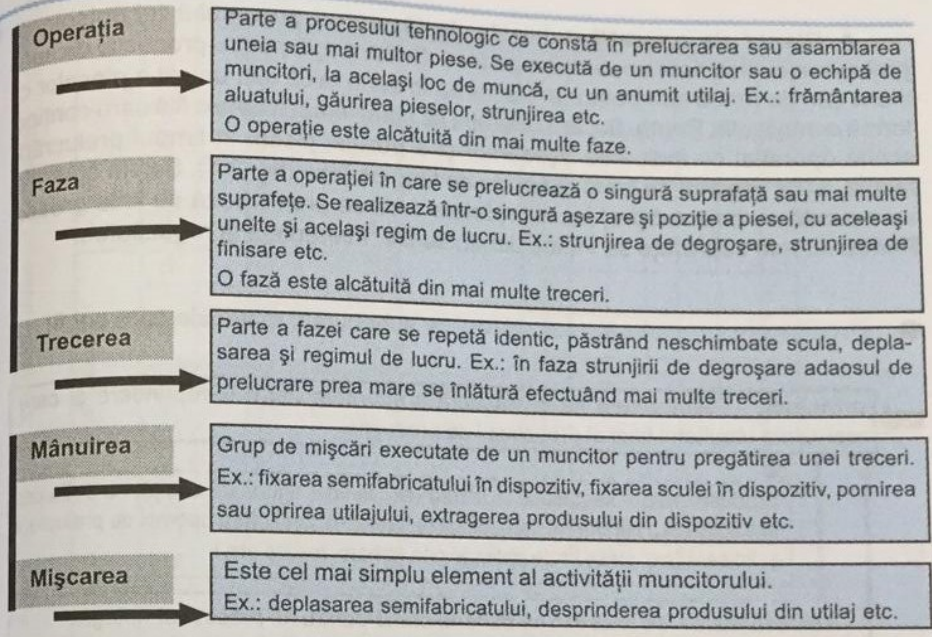 Operația
Parte a procesului tehnologic ce constă în prelucrarea sau asamblarea
uneia sau mai multor piese. Se execută de un muncitor sau o echipă de
muncitori, la același loc de muncă, cu un anumit utilaj. Ex.: frământarea
aluatului, găurirea pieselor, strunjirea etc.
O operație este alcătuită din mai multe faze.
Faza
Parte a operației în care se prelucrează o singură suprafață sau mai multe
suprafețe. Se realizează într-o singură așezare și poziție a piesei, cu aceleași
unelte și același regim de lucru. Ex.: strunjirea de degroșare, strunjirea de
finisare etc.
O fază este alcătuită din mai multe treceri.
Trecerea
Parte a fazei care se repetă identic, păstrând neschimbate scula, depla-
sarea și regimul de lucru. Ex.: în faza strunjirii de degroșare adaosul de
prelucrare prea mare se înlătură efectuând mai multe treceri.
Mânuirea
Grup de mișcări executate de un muncitor pentru pregătirea unei treceri.
Ex.: fixarea semifabricatului în dispozitiv, fixarea sculei în dispozitiv, pornirea
sau oprirea utilajului, extragerea produsului din dispozitiv etc.
Mișcarea
Este cel mai simplu element al activității muncitorului.
Ex.: deplasarea semifabricatului, desprinderea produsului din utilaj etc.